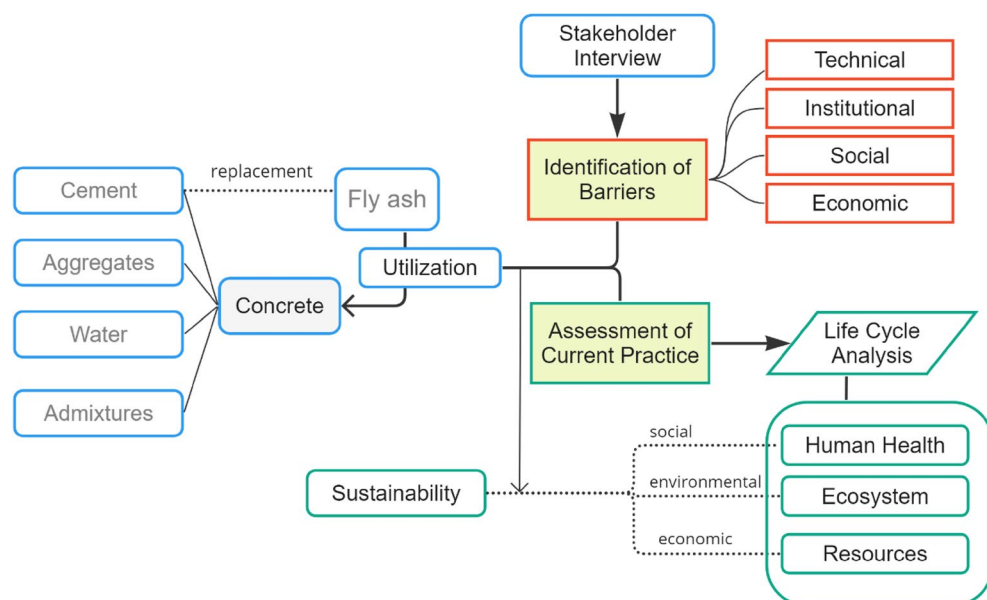 Stakeholder
Interview
Technical
Institutional
Social
Economic
Identification of
Barriers
replacement
Cement
Fly ash
Aggregates
Utilization
Concrete
Water
Admixtures
Assessment of
Current Practice
Life Cycle
Analysis
social
Human Health
Sustainability
environmental
Ecosystem
economic
Resources